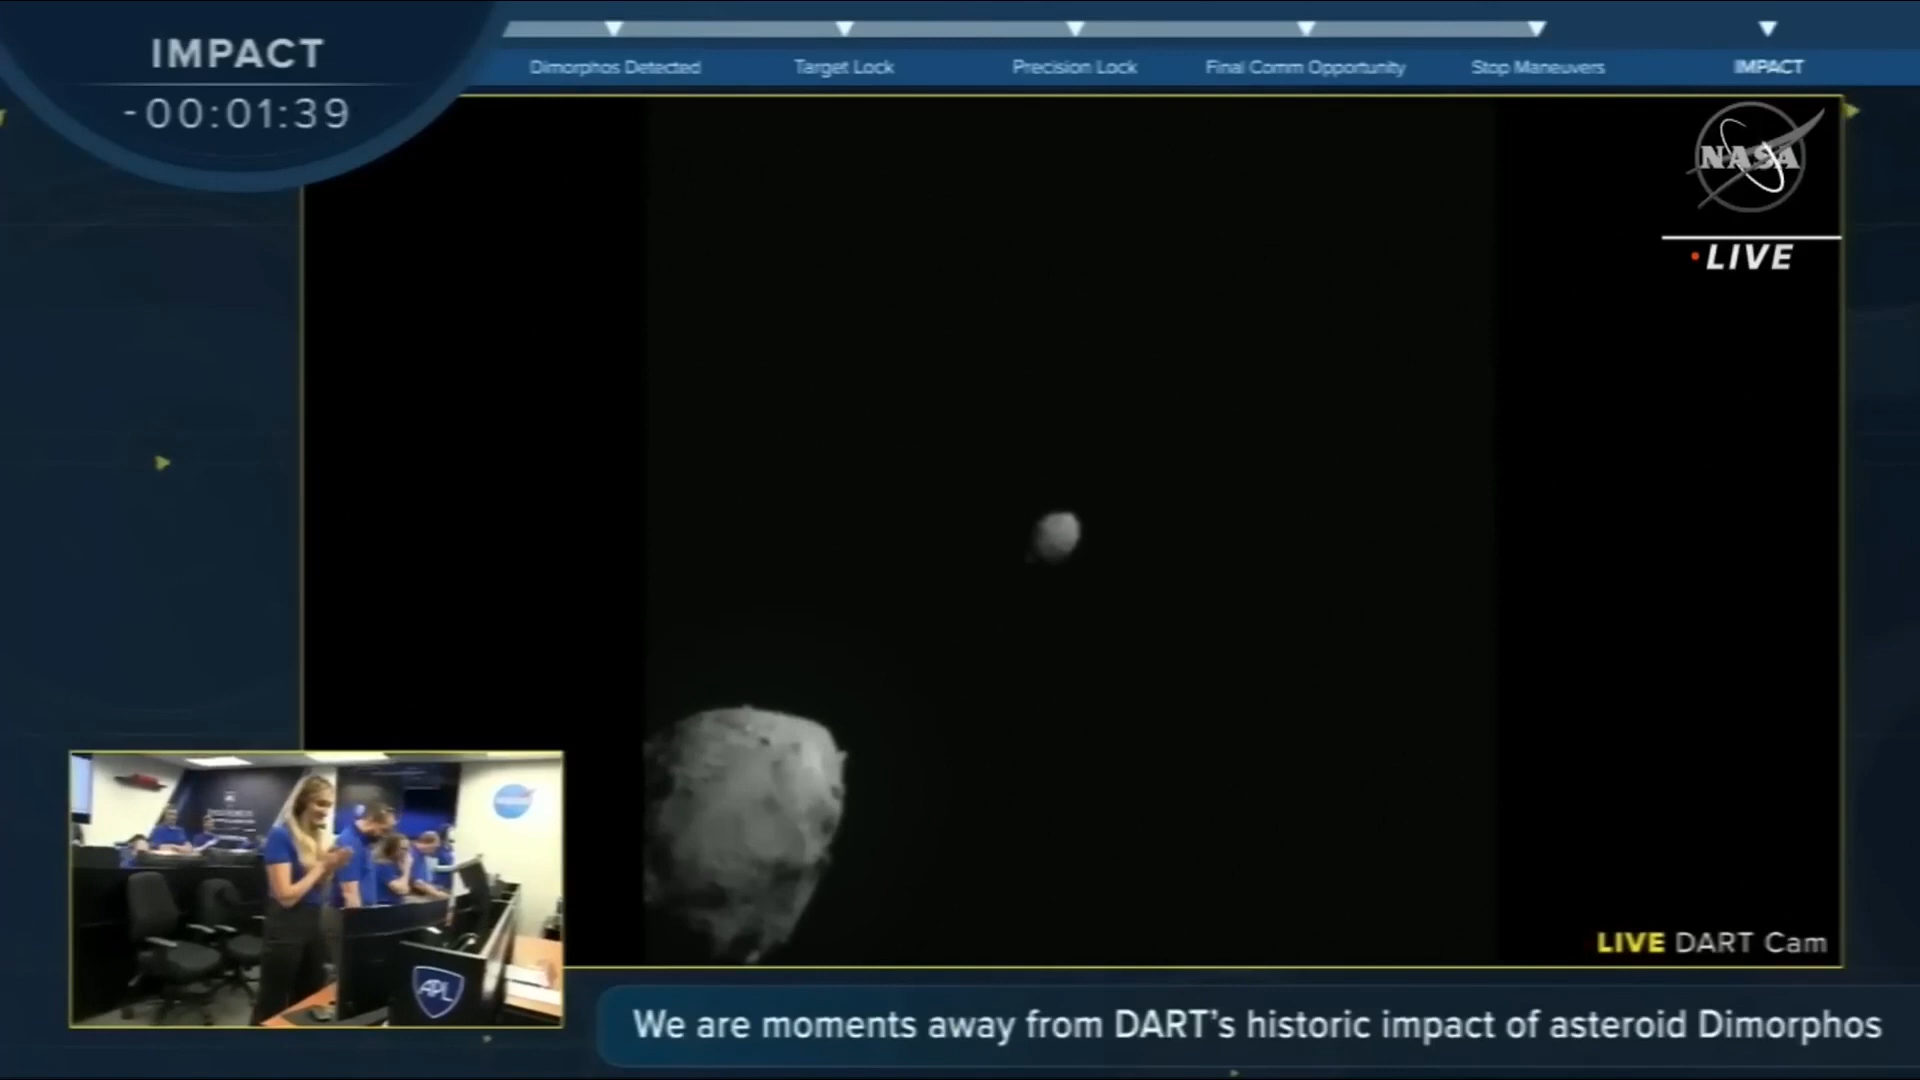 IMPACT
-00:01:39
Dimorphos Detected
Target Lock
Precision Lock
Final Comm Opportunity
Stop Maneuvers
IMPACT
NASA
LIVE
LIVE DART Cam
APL
We are moments away from DART's historic impact of asteroid Dimorphos